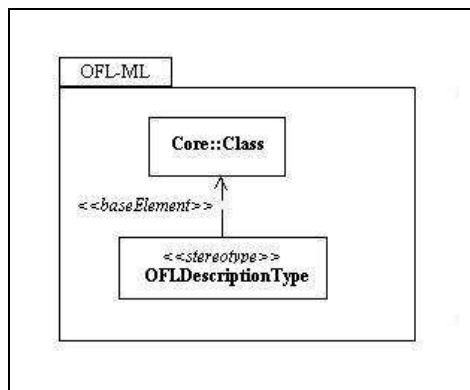 OFL-ML
Core::Class
<<baseElement>>
<<stereotype>>
OFLDescriptionType